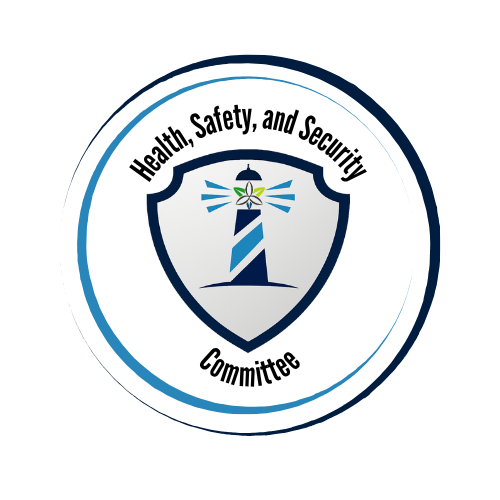 Health, Safety, and Security
Committee